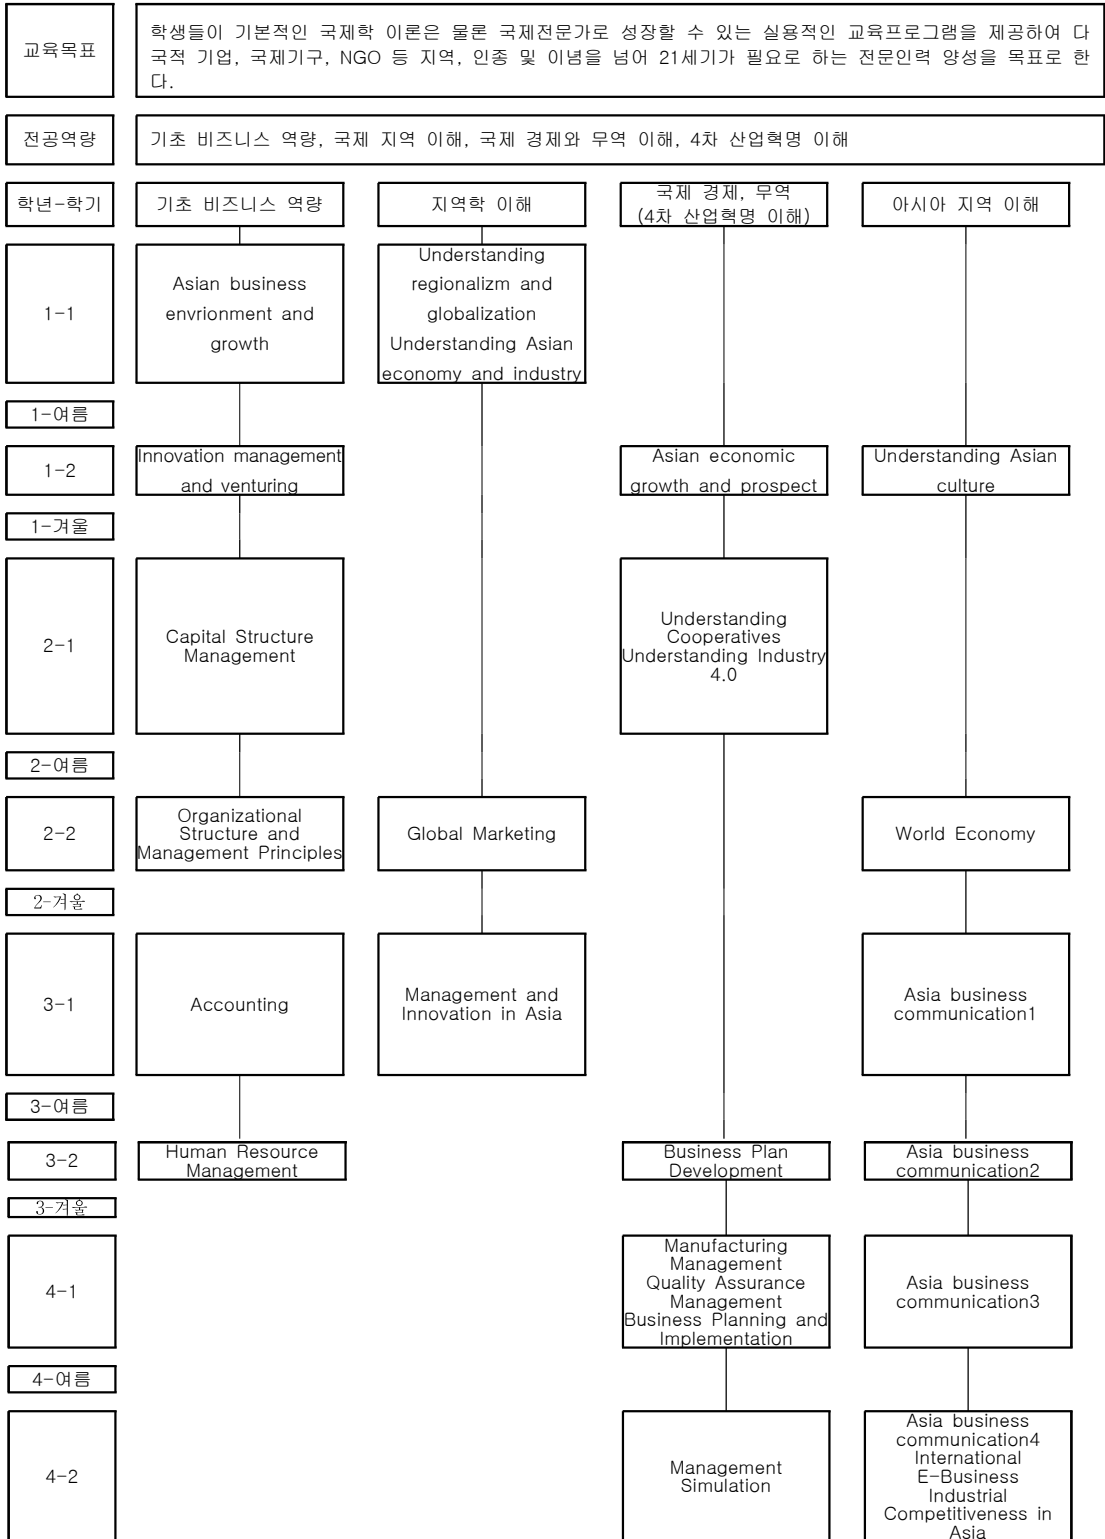 교육목표
학생들이 기본적인 국제학 이론은 물론 국제전문가로 성장할 수 있는 실용적인 교육프로그램을 제공하여 다
국적 기업, 국제기구, NGO 등 지역, 인종 및 이념을 넘어 21세기가 필요로 하는 전문인력 양성을 목표로 한
다.
전공역량
기초 비즈니스 역량, 국제 지역 이해, 국제 경제와 무역 이해, 4차 산업혁명 이해
학년-학기
기초 비즈니스 역량
지역학 이해
국제 경제, 무역
(4차 산업혁명 이해)
아시아 지역 이해
1-1
Asian business
envrionment and
growth
Understanding
regionalizm and
globalization
Understanding Asian
economy and industry
1-여름
1-2
Innovation management
and venturing
Asian economic
growth and prospect
Understanding Asian
culture
1-겨울
2-1
Capital Structure
Management
Understanding
Cooperatives
Understanding Industry
4.0
2-여름
2-2
Organizational
Structure and
Management Principles
Global Marketing
World Economy
2-겨울
3-1
Accounting
Management and
Innovation in Asia
Asia business
communication1
3-여름
3-2
Human Resource
Management
Business Plan
Development
Asia business
communication2
3-겨울
4-1
Manufacturing
Management
Quality Assurance
Management
Business Planning and
Implementation
Asia business
communication3
4-여름
4-2
Management
Simulation
Asia business
communication4
International
E-Business
Industrial
Competitiveness in
Asia